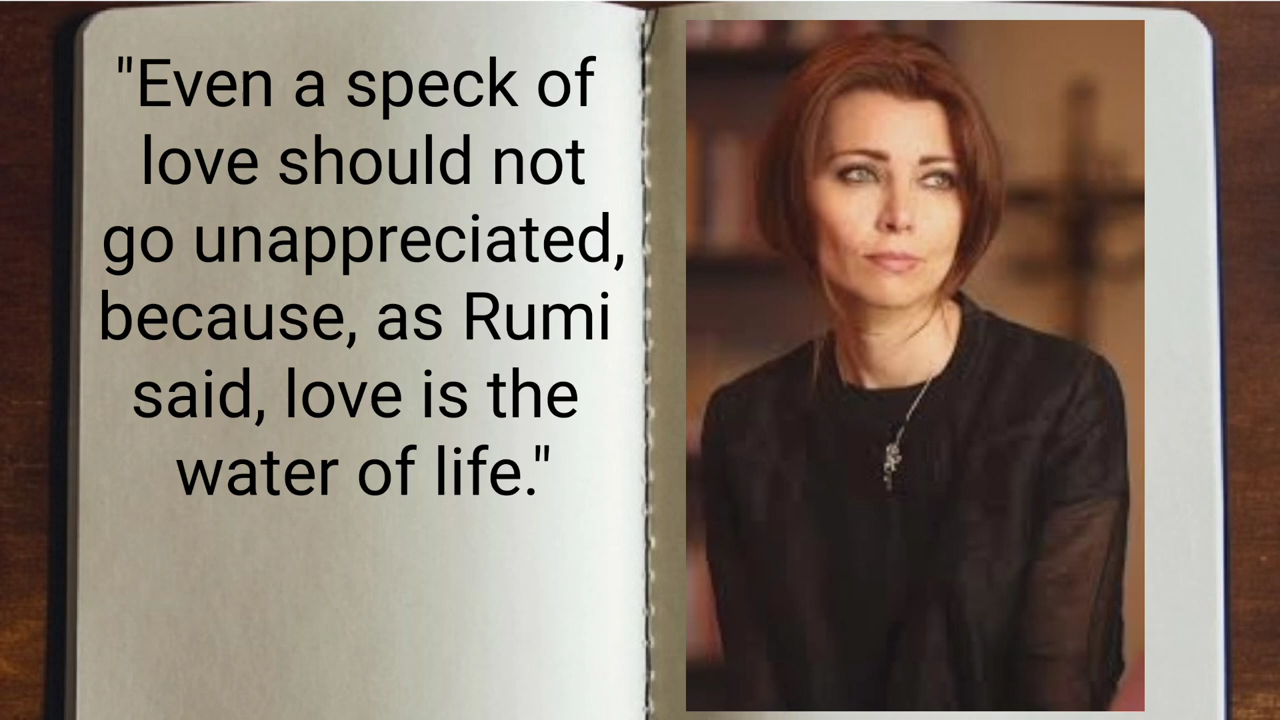 "Even a speck of
love should not
go unappreciated,
because, as Rumi
said, love is the
water of life."